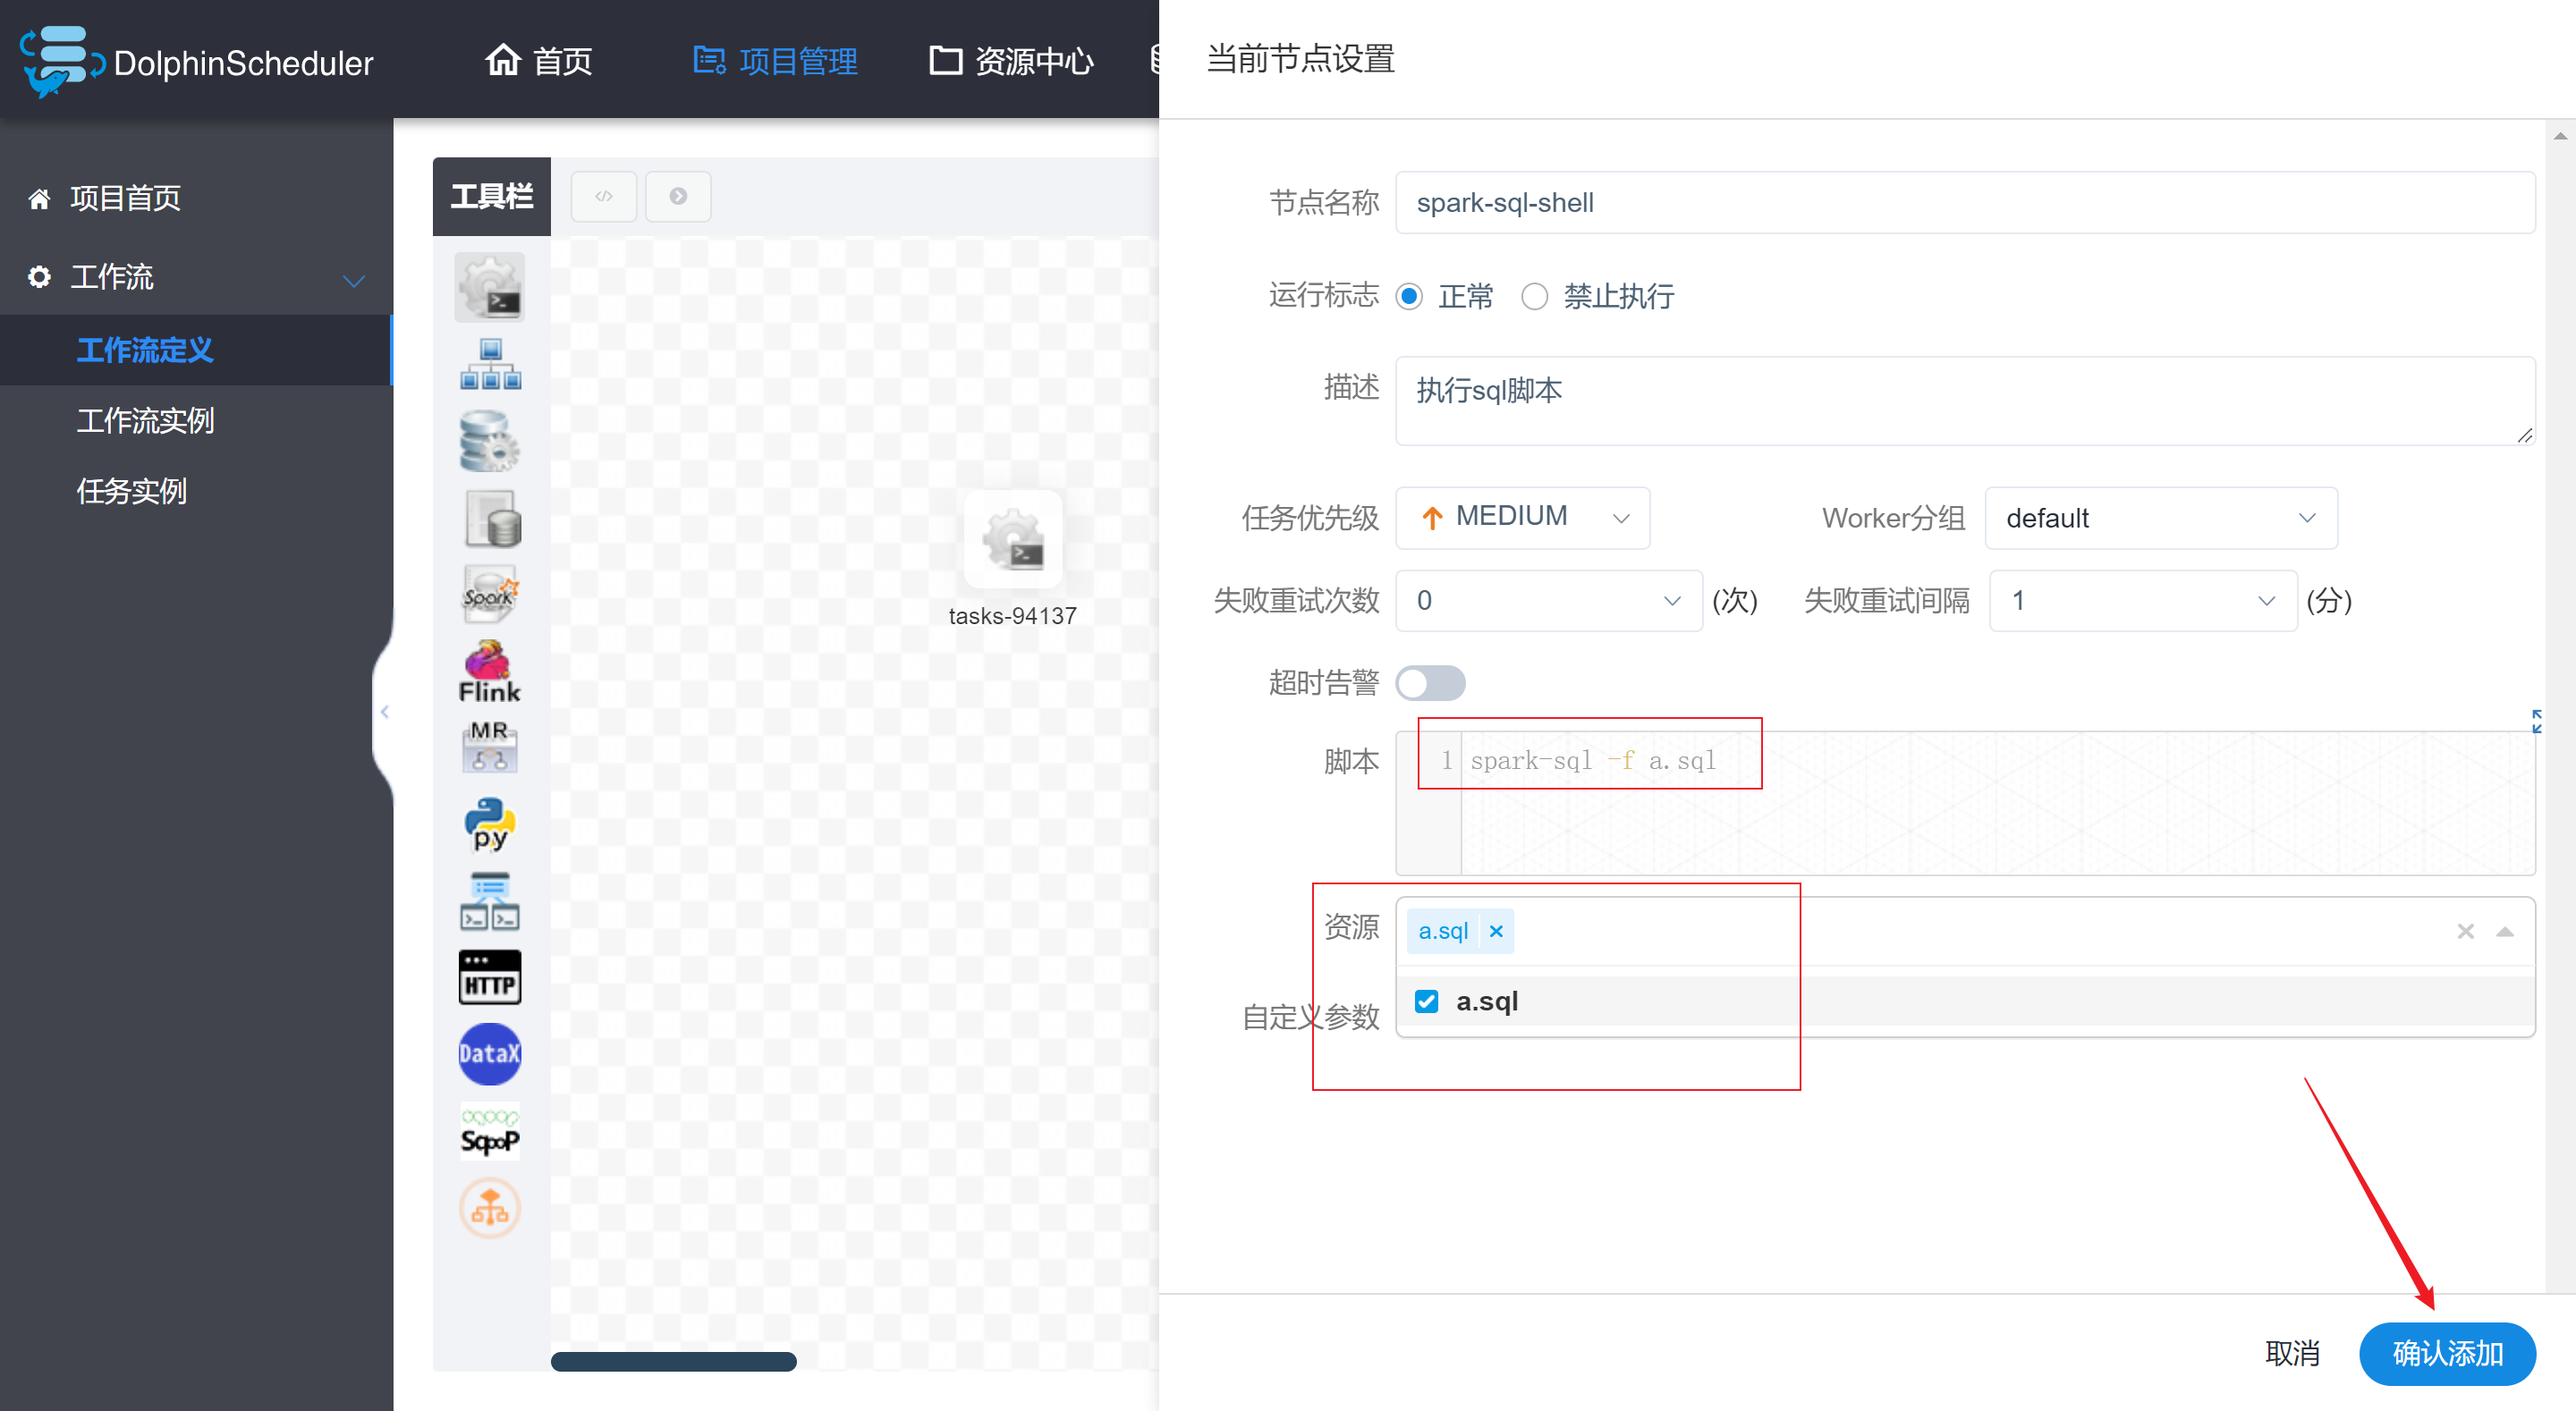 DolphinScheduler
首页
项目管理
资源中心
当前节点设置
项目首页
工作流
工作流定义
工作流实例
任务实例
工具栏
Spark
Flink
MR
py
HTTP
DataX
SqooP
tasks-94137
节点名称 spark-sql-shell
运行标志 正常 禁止执行
描述 执行sql脚本
任务优先级 MEDIUM Worker分组 default
失败重试次数 0 (次) 失败重试间隔 1 (分)
超时告警
脚本 1 spark-sql -f a.sql
资源 a.sql
a.sql
自定义参数
取消 确认添加